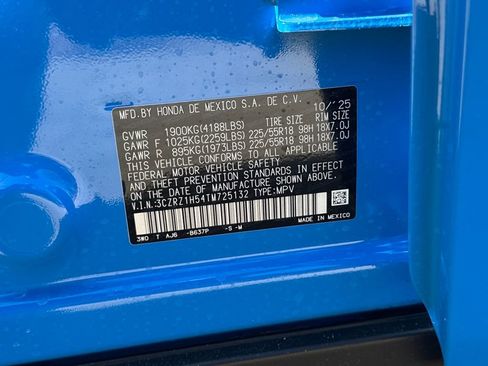 MFD.BY HONDA DE MEXICO S.A. DE C.V. 10/'25
GVWR 1900KG(4188LBS) TIRE SIZE RIM SIZE
GAWR F 1025KG(2259LBS) 225/55R18 98H 18X7.0J
GAWR R 895KG(1973LBS) 225/55R18 98H 18X7.0J
THIS VEHICLE CONFORMS TO ALL APPLICABLE
FEDERAL MOTOR VEHICLE SAFETY
AND THEFT PREVENTION STANDARDS IN EFFECT
ON THE DATE OF MANUFACTURE SHOWN ABOVE.
V.I.N:3CZRZ1H54TM725132 TYPE:MPV
3WO T AJ6 -B637P -S -M MADE IN MEXICO